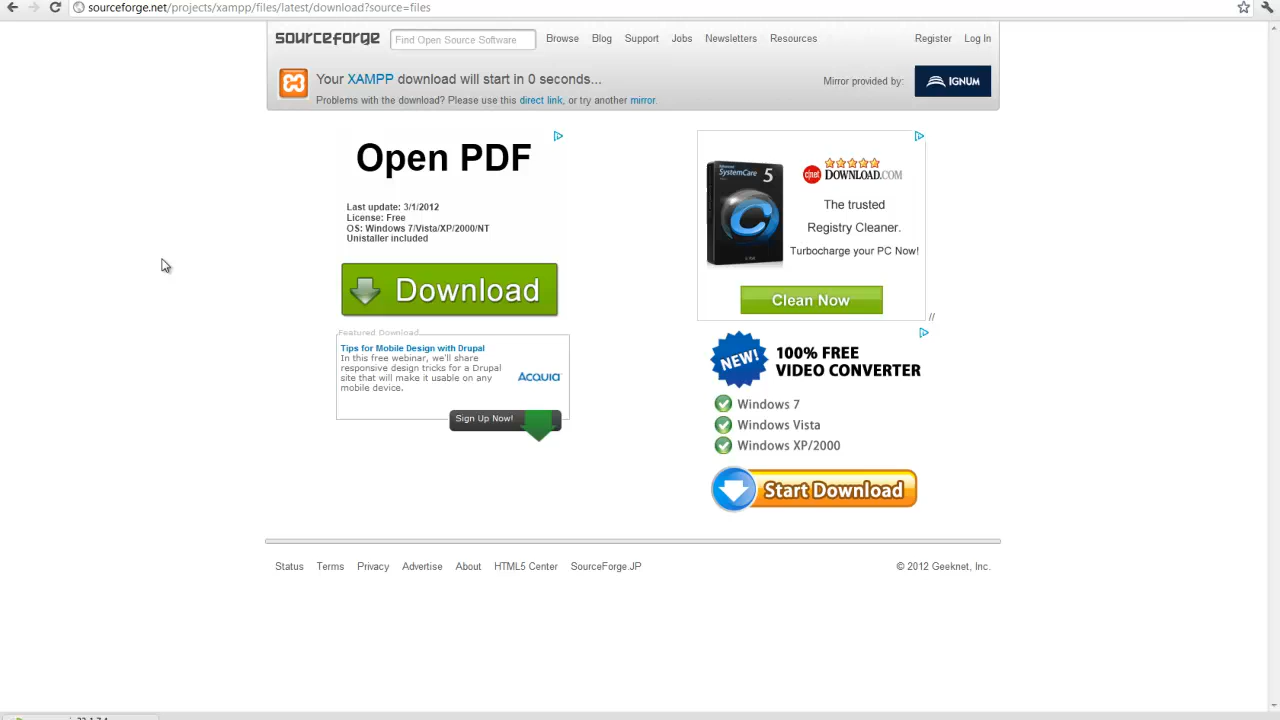 sourceforge.net/projects/xampp/files/latest/download?source=files
sourceforge
Find Open Source Software
Browse
Blog
Support
Jobs
Newsletters
Resources
Register
Log In
Your XAMPP download will start in 0 seconds...
Problems with the download? Please use this direct link, or try another mirror.
Mirror provided by:
IGNUM
Open PDF
Last update: 3/1/2012
License: Free
OS: Windows 7/Vista/XP/2000/NT
Unistaller included
Download
Featured Download
Tips for Mobile Design with Drupal
In this free webinar, we'll share
responsive design tricks for a Drupal
site that will make it usable on any
mobile device.
ACQUIA
Sign Up Now!
Advanced
SystemCare 5
c|net DOWNLOAD.COM
The trusted
Registry Cleaner.
Turbocharge your PC Now!
Clean Now
//
NEW!
100% FREE
VIDEO CONVERTER
Windows 7
Windows Vista
Windows XP/2000
Start Download
Status
Terms
Privacy
Advertise
About
HTML5 Center
SourceForge.JP
© 2012 Geeknet, Inc.